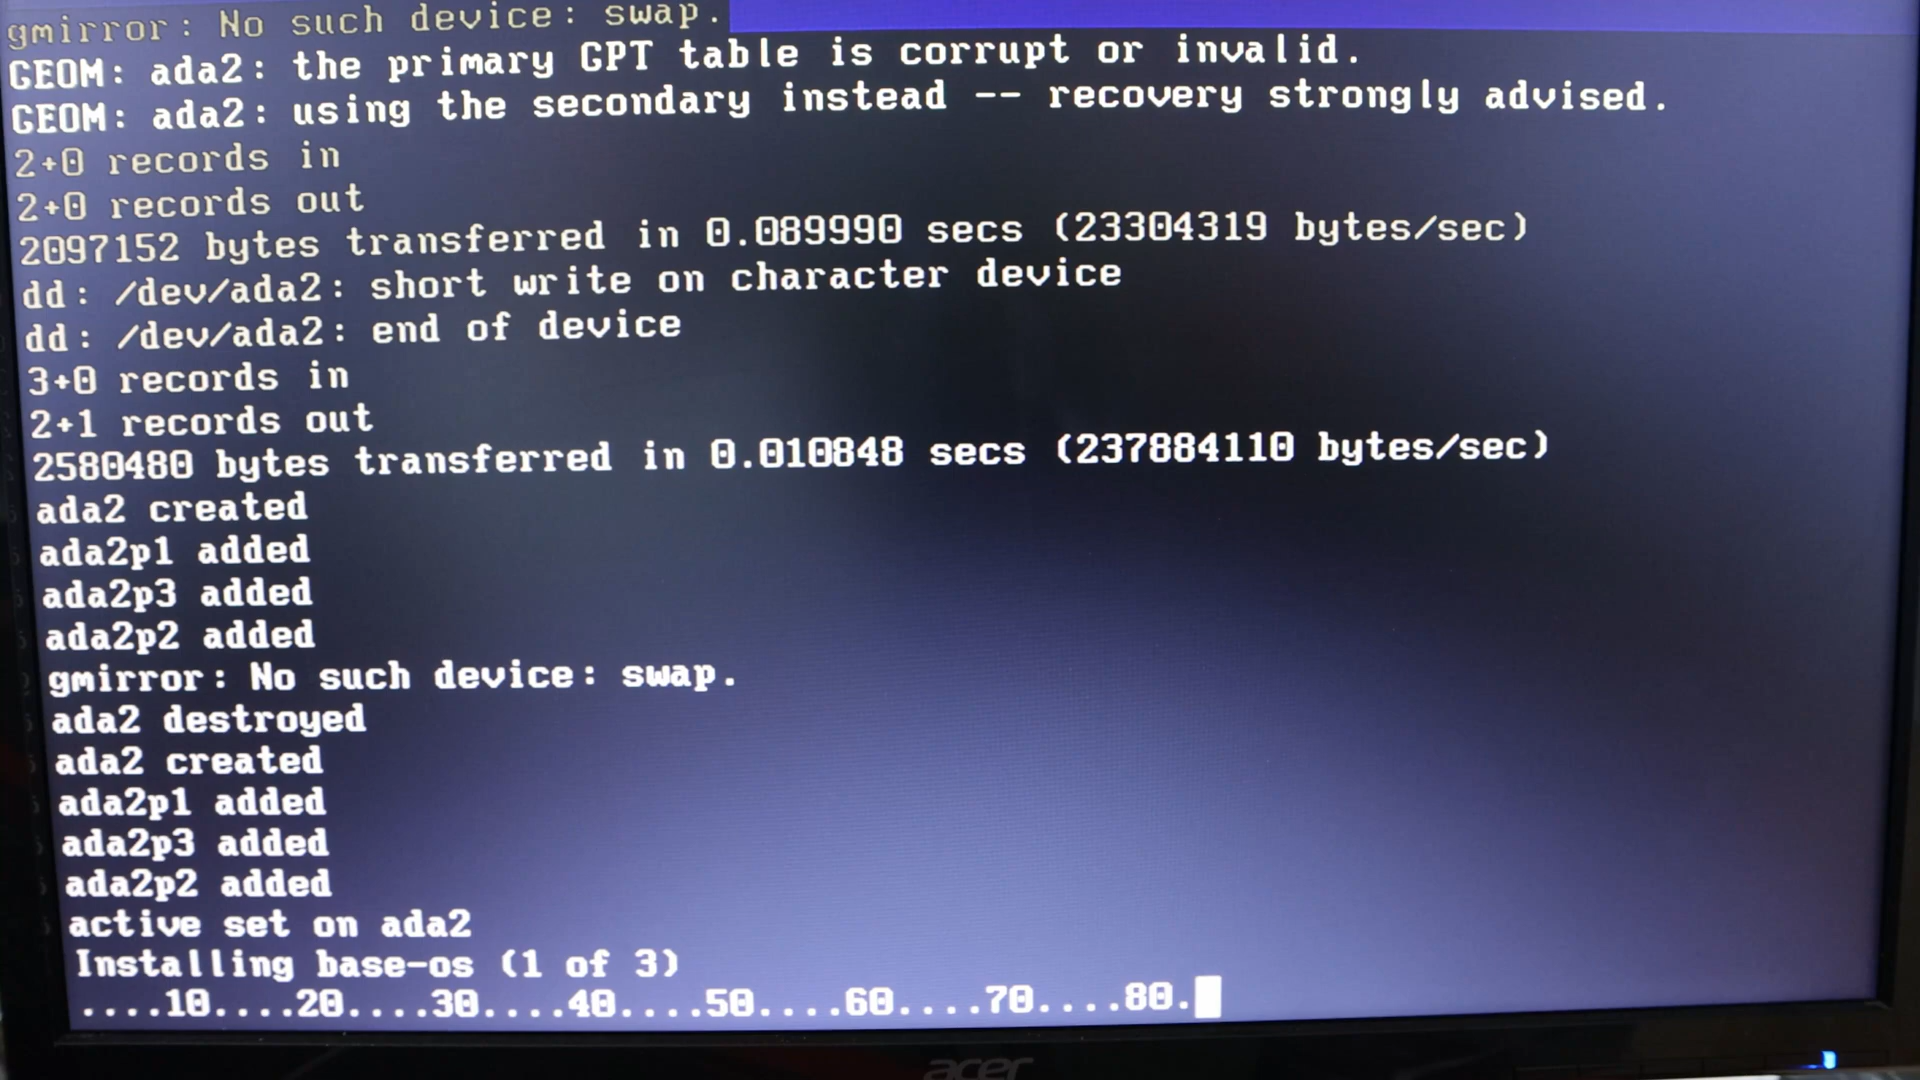 gmirror: No such device: swap.
GEOM: ada2: the primary GPT table is corrupt or invalid.
GEOM: ada2: using the secondary instead -- recovery strongly advised.
2+0 records in
2+0 records out
2097152 bytes transferred in 0.089990 secs (23304319 bytes/sec)
dd: /dev/ada2: short write on character device
dd: /dev/ada2: end of device
3+0 records in
2+1 records out
2580480 bytes transferred in 0.010848 secs (237884110 bytes/sec)
ada2 created
ada2p1 added
ada2p3 added
ada2p2 added
gmirror: No such device: swap.
ada2 destroyed
ada2 created
ada2p1 added
ada2p3 added
ada2p2 added
active set on ada2
Installing base-os (1 of 3)
....10....20....30....40....50....60....70....80.
acer